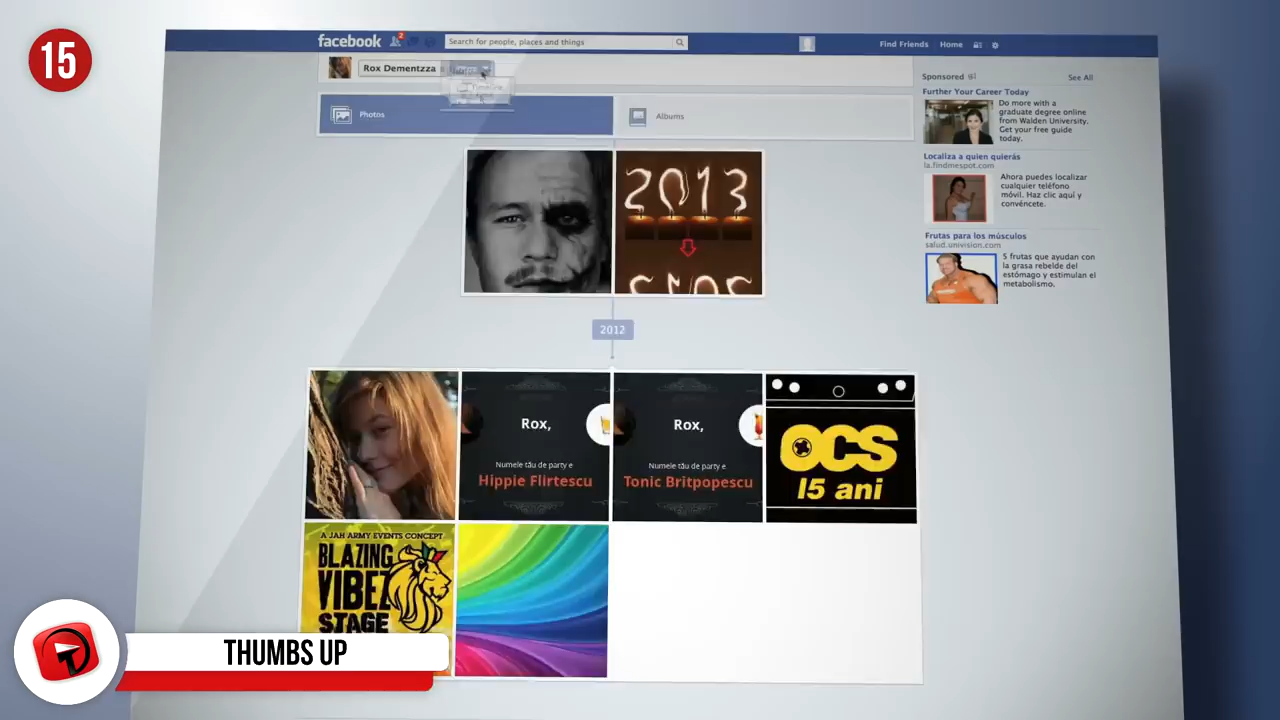 15
facebook
2
Search for people, places and things
Find Friends
Home
Rox Dementzza
Photos
Albums
Sponsored
See All
Further Your Career Today
Do more with a
graduate degree online
from Walden University.
Get your free guide
today.
Localiza a quien quierás
la.findmespot.com
Ahora puedes localizar
cualquier teléfono
móvil. Haz clic aquí y
convéncete.
Frutas para los músculos
salud.univision.com
5 frutas que ayudan con
la grasa rebelde del
estómago y estimulan el
metabolismo.
2013
2012
Rox,
Numele tău de party e
Hippie Flirtescu
Rox,
Numele tău de party e
Tonic Britpopescu
OCS
15 ani
A JAH ARMY EVENTS CONCEPT
BLAZING
VIBEZ
STAGE
THUMBS UP